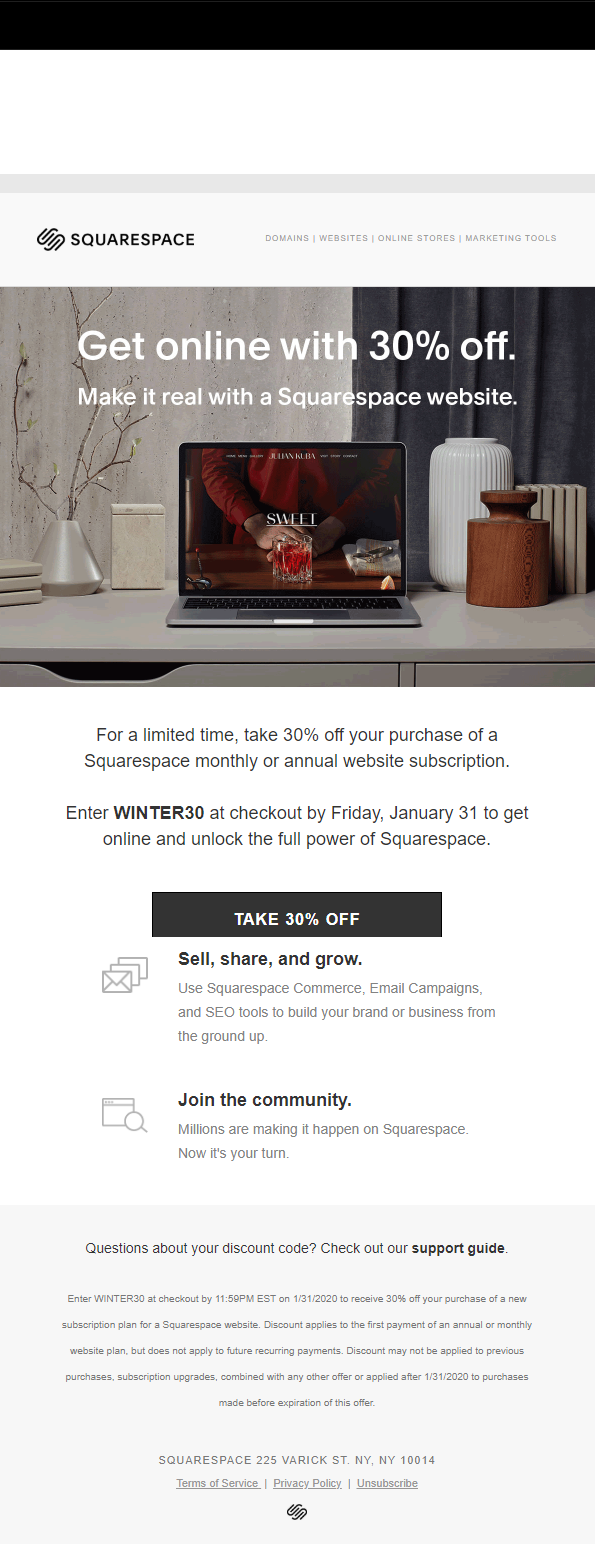 SQUARESPACE
DOMAINS | WEBSITES | ONLINE STORES | MARKETING TOOLS
Get online with 30% off.
Make it real with a Squarespace website.
HOME MENU GALLERY JULIAN KUBA VISIT STORY CONTACT
SWEET
For a limited time, take 30% off your purchase of a
Squarespace monthly or annual website subscription.
Enter WINTER30 at checkout by Friday, January 31 to get
online and unlock the full power of Squarespace.
TAKE 30% OFF
Sell, share, and grow.
Use Squarespace Commerce, Email Campaigns,
and SEO tools to build your brand or business from
the ground up.
Join the community.
Millions are making it happen on Squarespace.
Now it's your turn.
Questions about your discount code? Check out our support guide.
Enter WINTER30 at checkout by 11:59PM EST on 1/31/2020 to receive 30% off your purchase of a new
subscription plan for a Squarespace website. Discount applies to the first payment of an annual or monthly
website plan, but does not apply to future recurring payments. Discount may not be applied to previous
purchases, subscription upgrades, combined with any other offer or applied after 1/31/2020 to purchases
made before expiration of this offer.
SQUARESPACE 225 VARICK ST. NY, NY 10014
Terms of Service | Privacy Policy | Unsubscribe